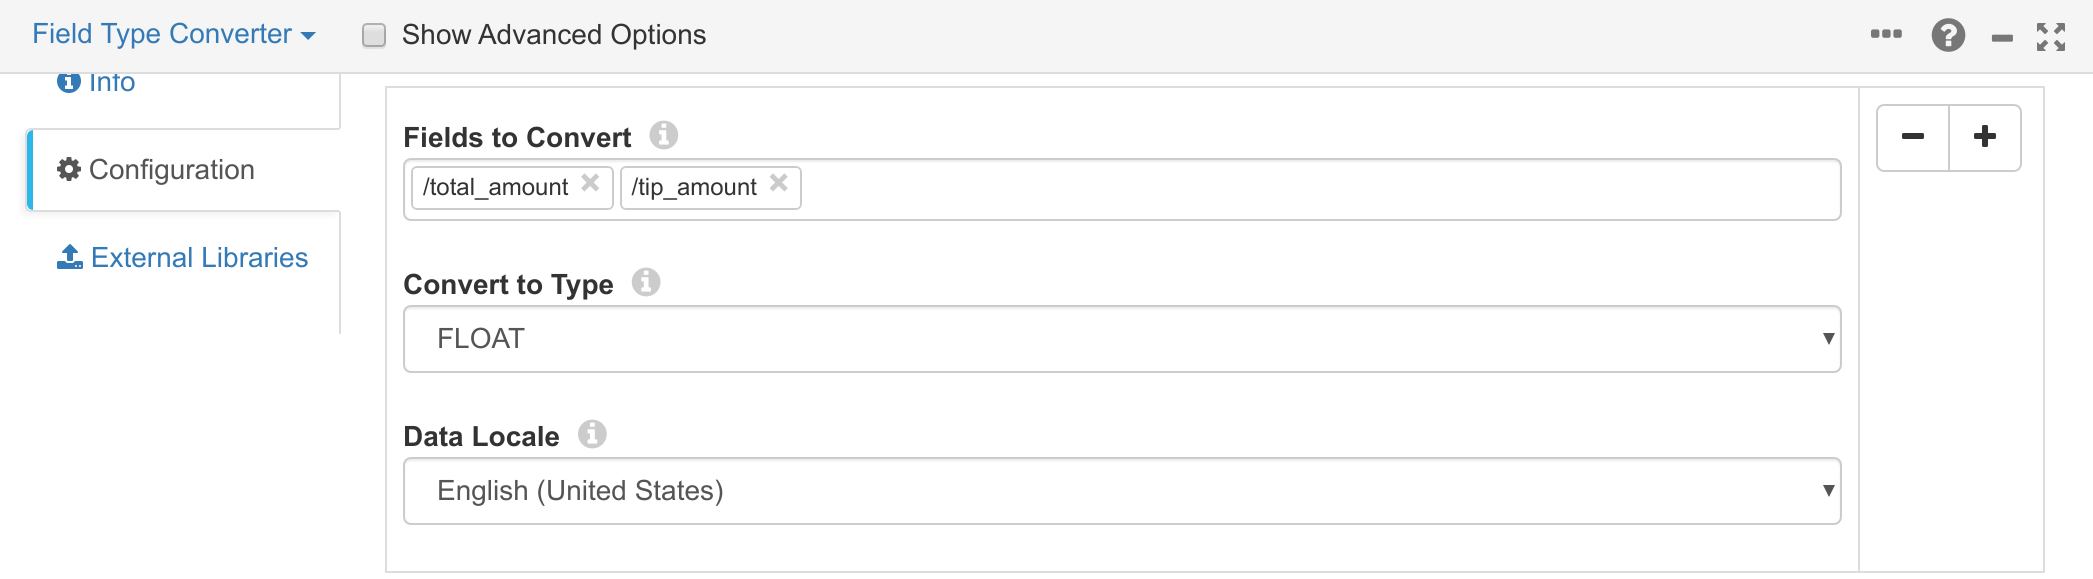 Field Type Converter
Show Advanced Options
Info
Configuration
External Libraries
Fields to Convert
/total_amount /tip_amount
Convert to Type
FLOAT
Data Locale
English (United States)